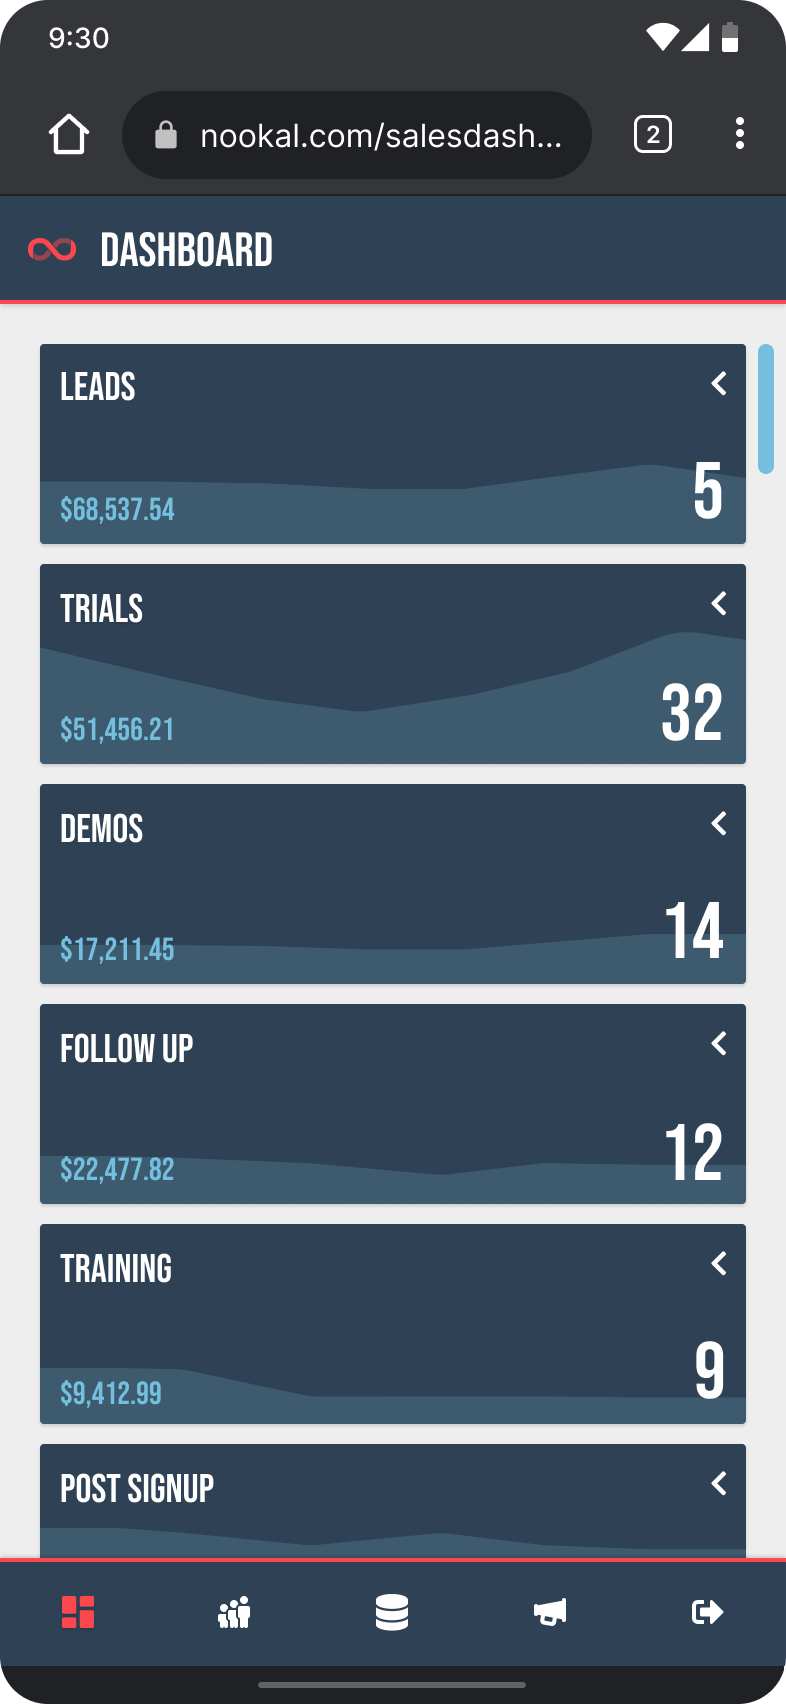 9:30
nookal.com/salesdash...
2
DASHBOARD
LEADS
$68,537.54
5
TRIALS
$51,456.21
32
DEMOS
$17,211.45
14
FOLLOW UP
$22,477.82
12
TRAINING
$9,412.99
9
POST SIGNUP